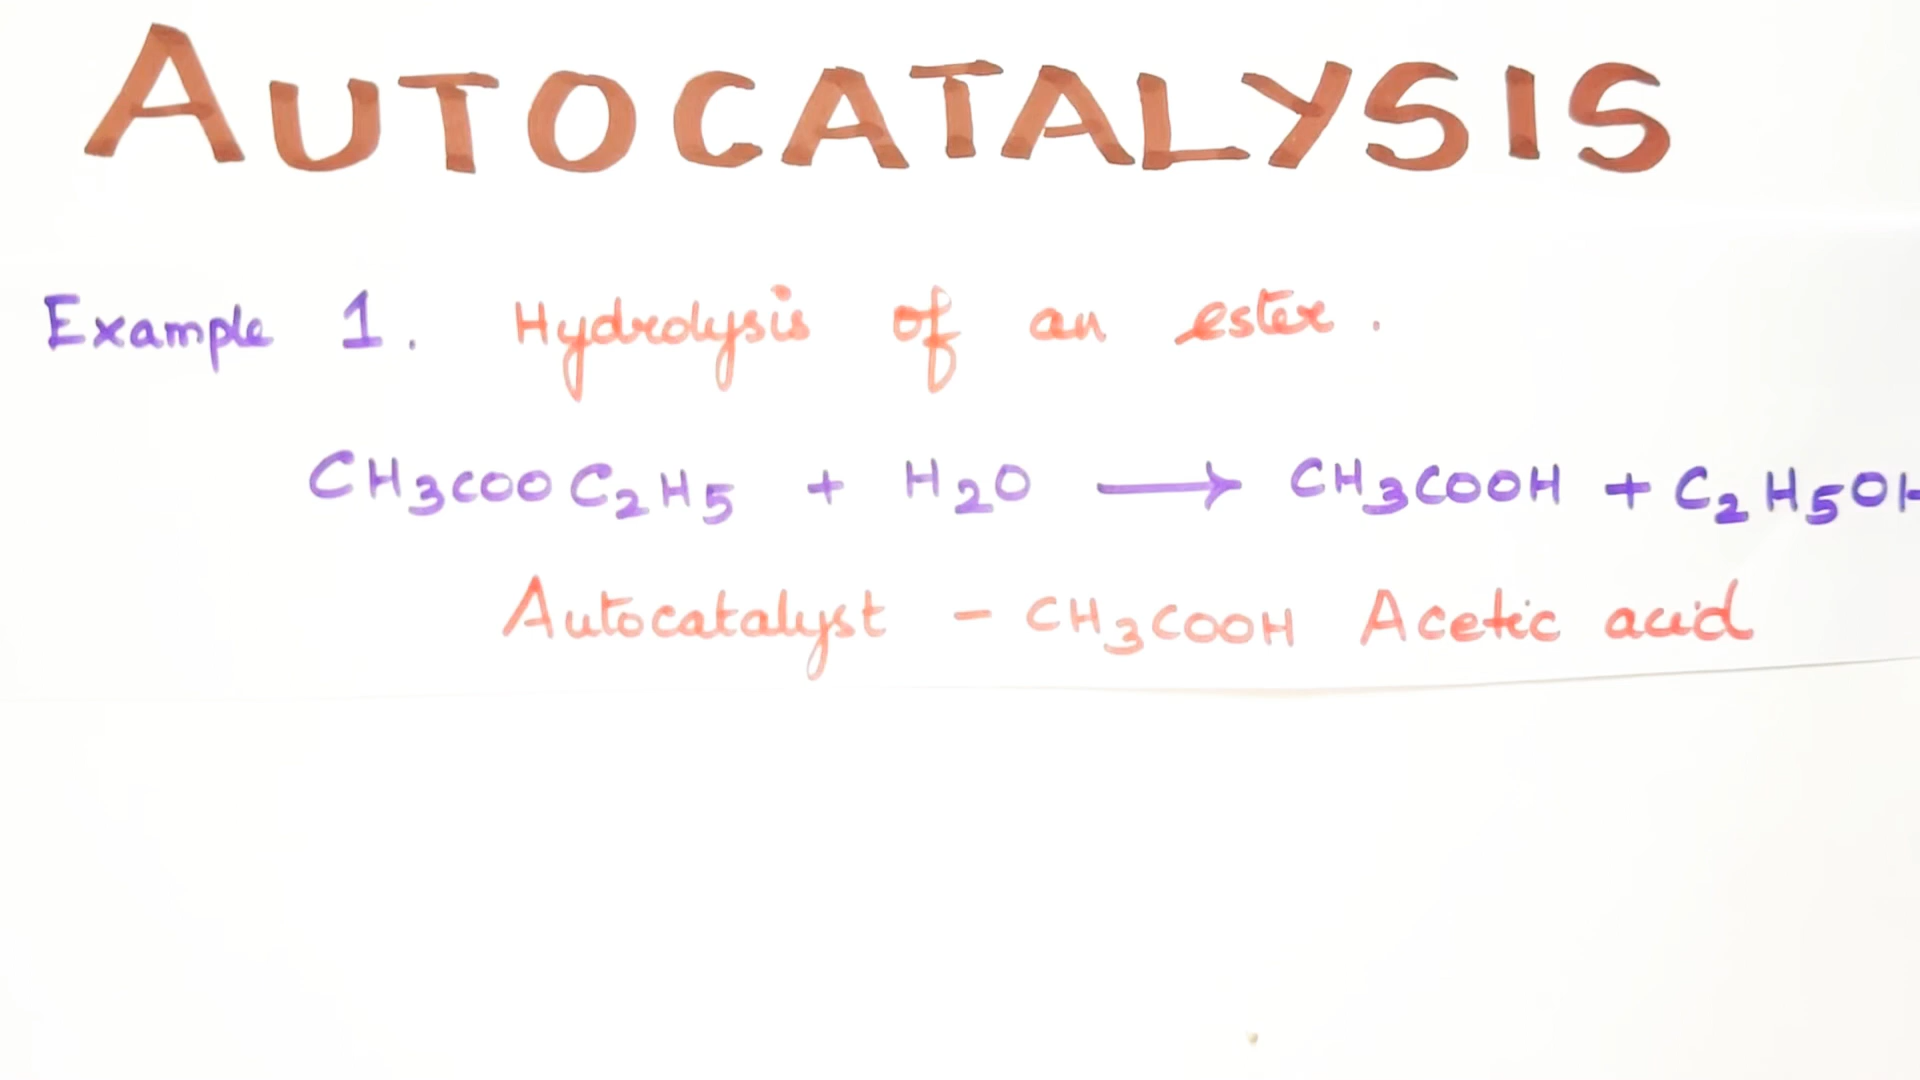 AUTOCATALYSIS
Example 1. Hydrolysis of an ester.
CH3COOC2H5 + H2O ⟶ CH3COOH + C2H5OH
Autocatalyst - CH3COOH Acetic acid